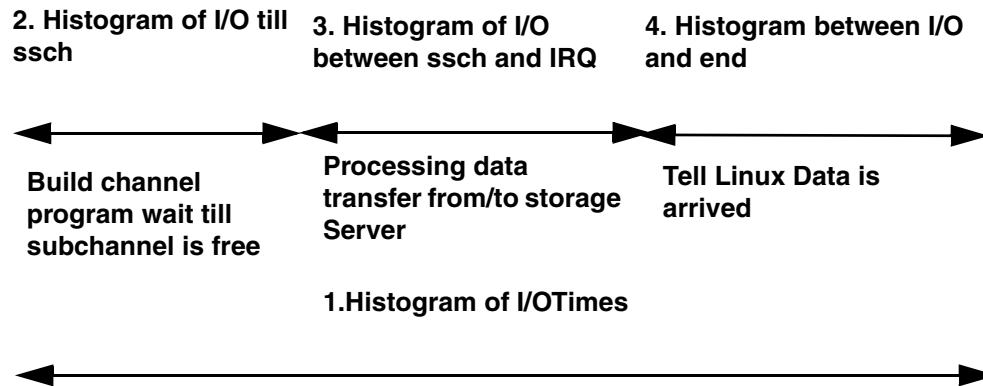 2. Histogram of I/O till
ssch
3. Histogram of I/O
between ssch and IRQ
4. Histogram between I/O
and end
Build channel
program wait till
subchannel is free
Processing data
transfer from/to storage
Server
Tell Linux Data is
arrived
1.Histogram of I/OTimes